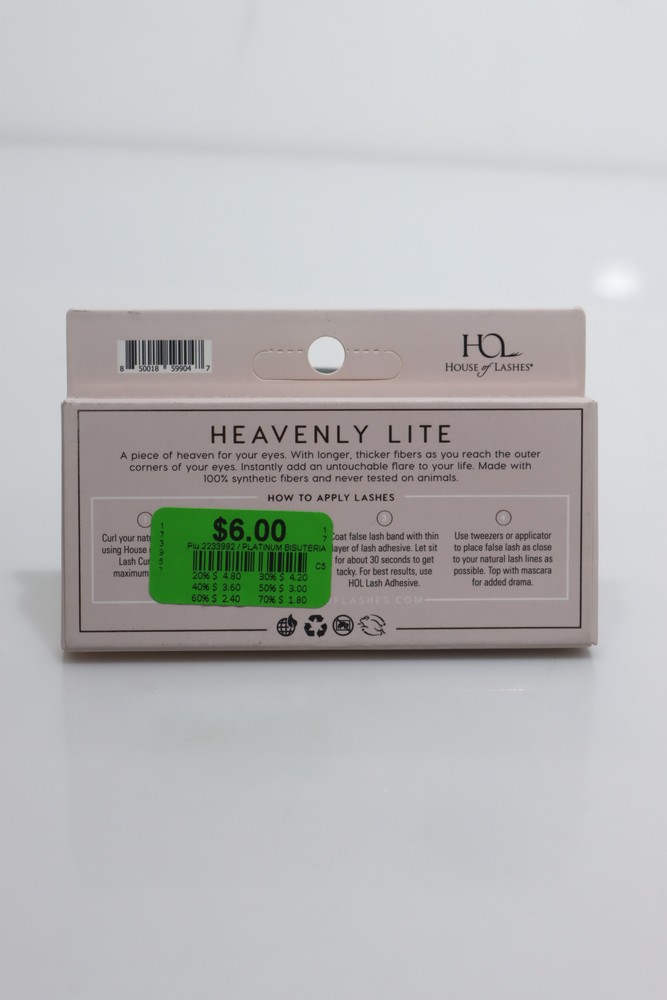 8 50018 59904 7
HOL
HOUSE of LASHES®
HEAVENLY LITE
A piece of heaven for your eyes. With longer, thicker fibers as you reach the outer
corners of your eyes. Instantly add an untouchable flare to your life. Made with
100% synthetic fibers and never tested on animals.
HOW TO APPLY LASHES
1
Curl your
using House
Lash
maximum
$6.00
Plu:2233992 / PLATINUM BISUTERIA
C5
20% $ 4.80 30% $ 4.20
40% $ 3.60 50% $ 3.00
60% $ 2.40 70% $ 1.80
3
false lash band with thin
layer of lash adhesive. Let sit
for about 30 seconds to get
tacky. For best results, use
HOL Lash Adhesive.
4
Use tweezers or applicator
to place false lash as close
to your natural lash lines as
possible. Top with mascara
for added drama.
OFLASHES.COM